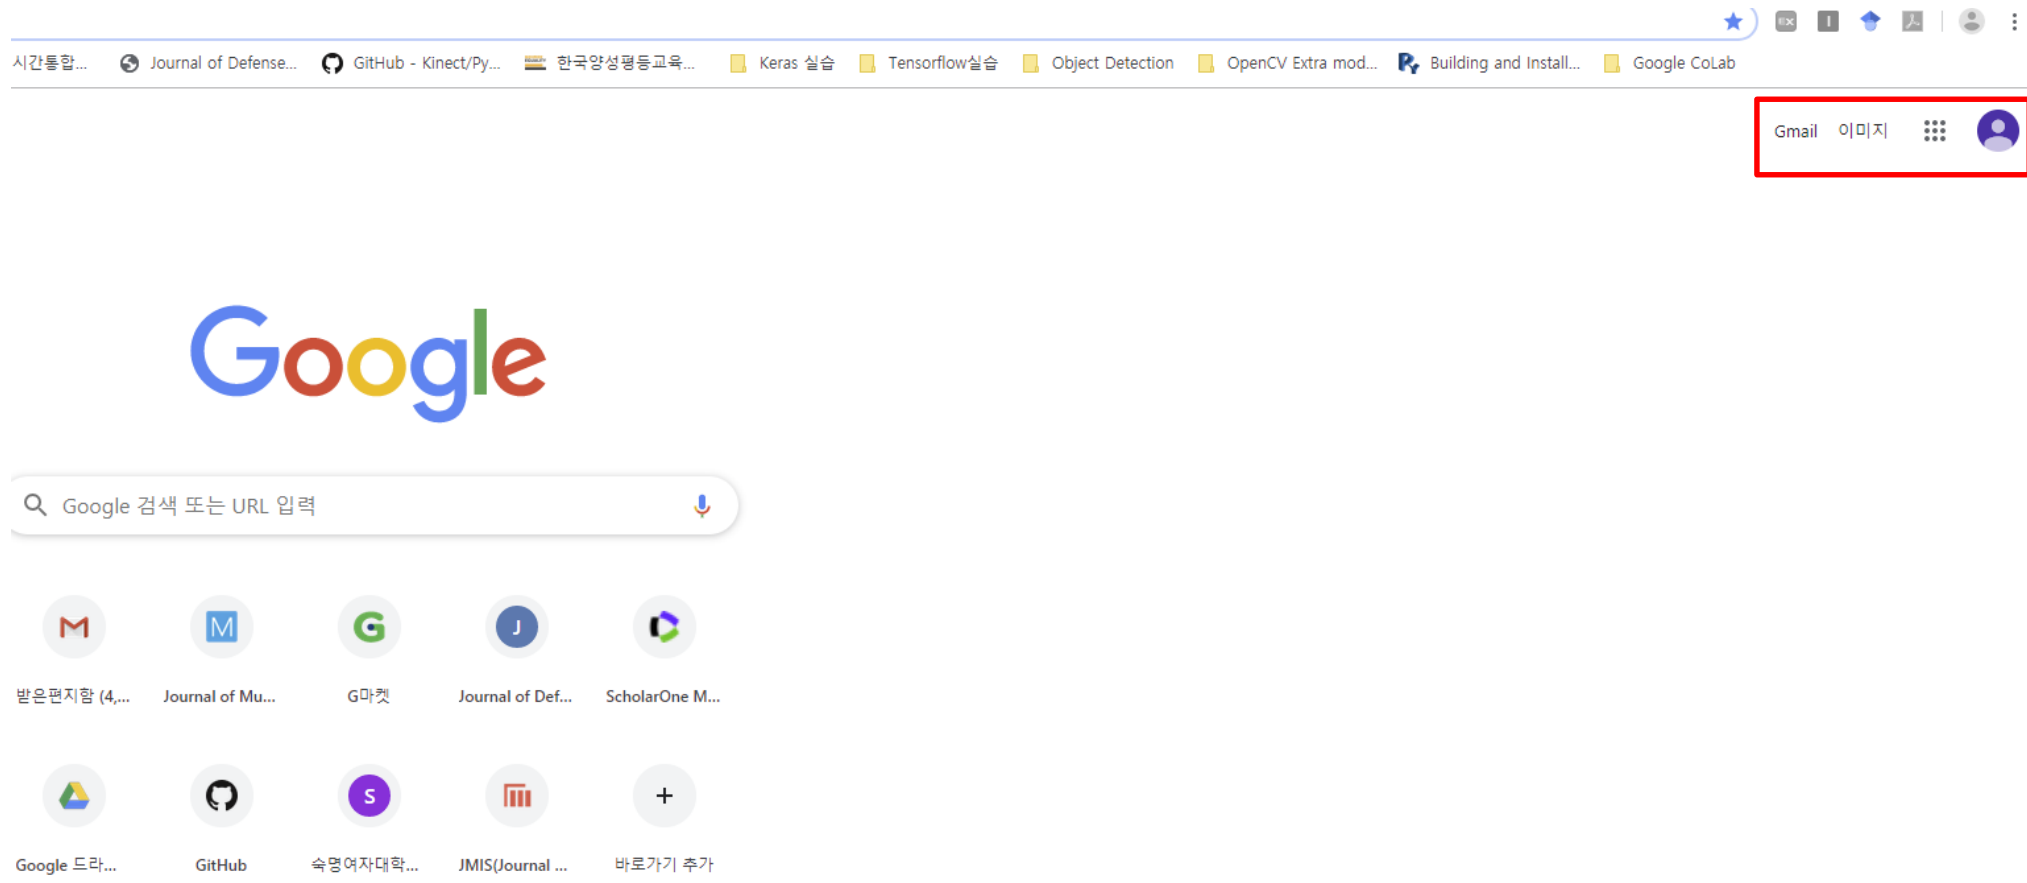 시간통합... Journal of Defense... GitHub - Kinect/Py... 한국양성평등교육... Keras 실습 Tensorflow실습 Object Detection OpenCV Extra mod... Building and Install... Google CoLab
Gmail 이미지
Google
Google 검색 또는 URL 입력
받은편지함 (4,... Journal of Mu... G마켓 Journal of Def... ScholarOne M...
Google 드라... GitHub 숙명여자대학... JMIS(Journal ... 바로가기 추가